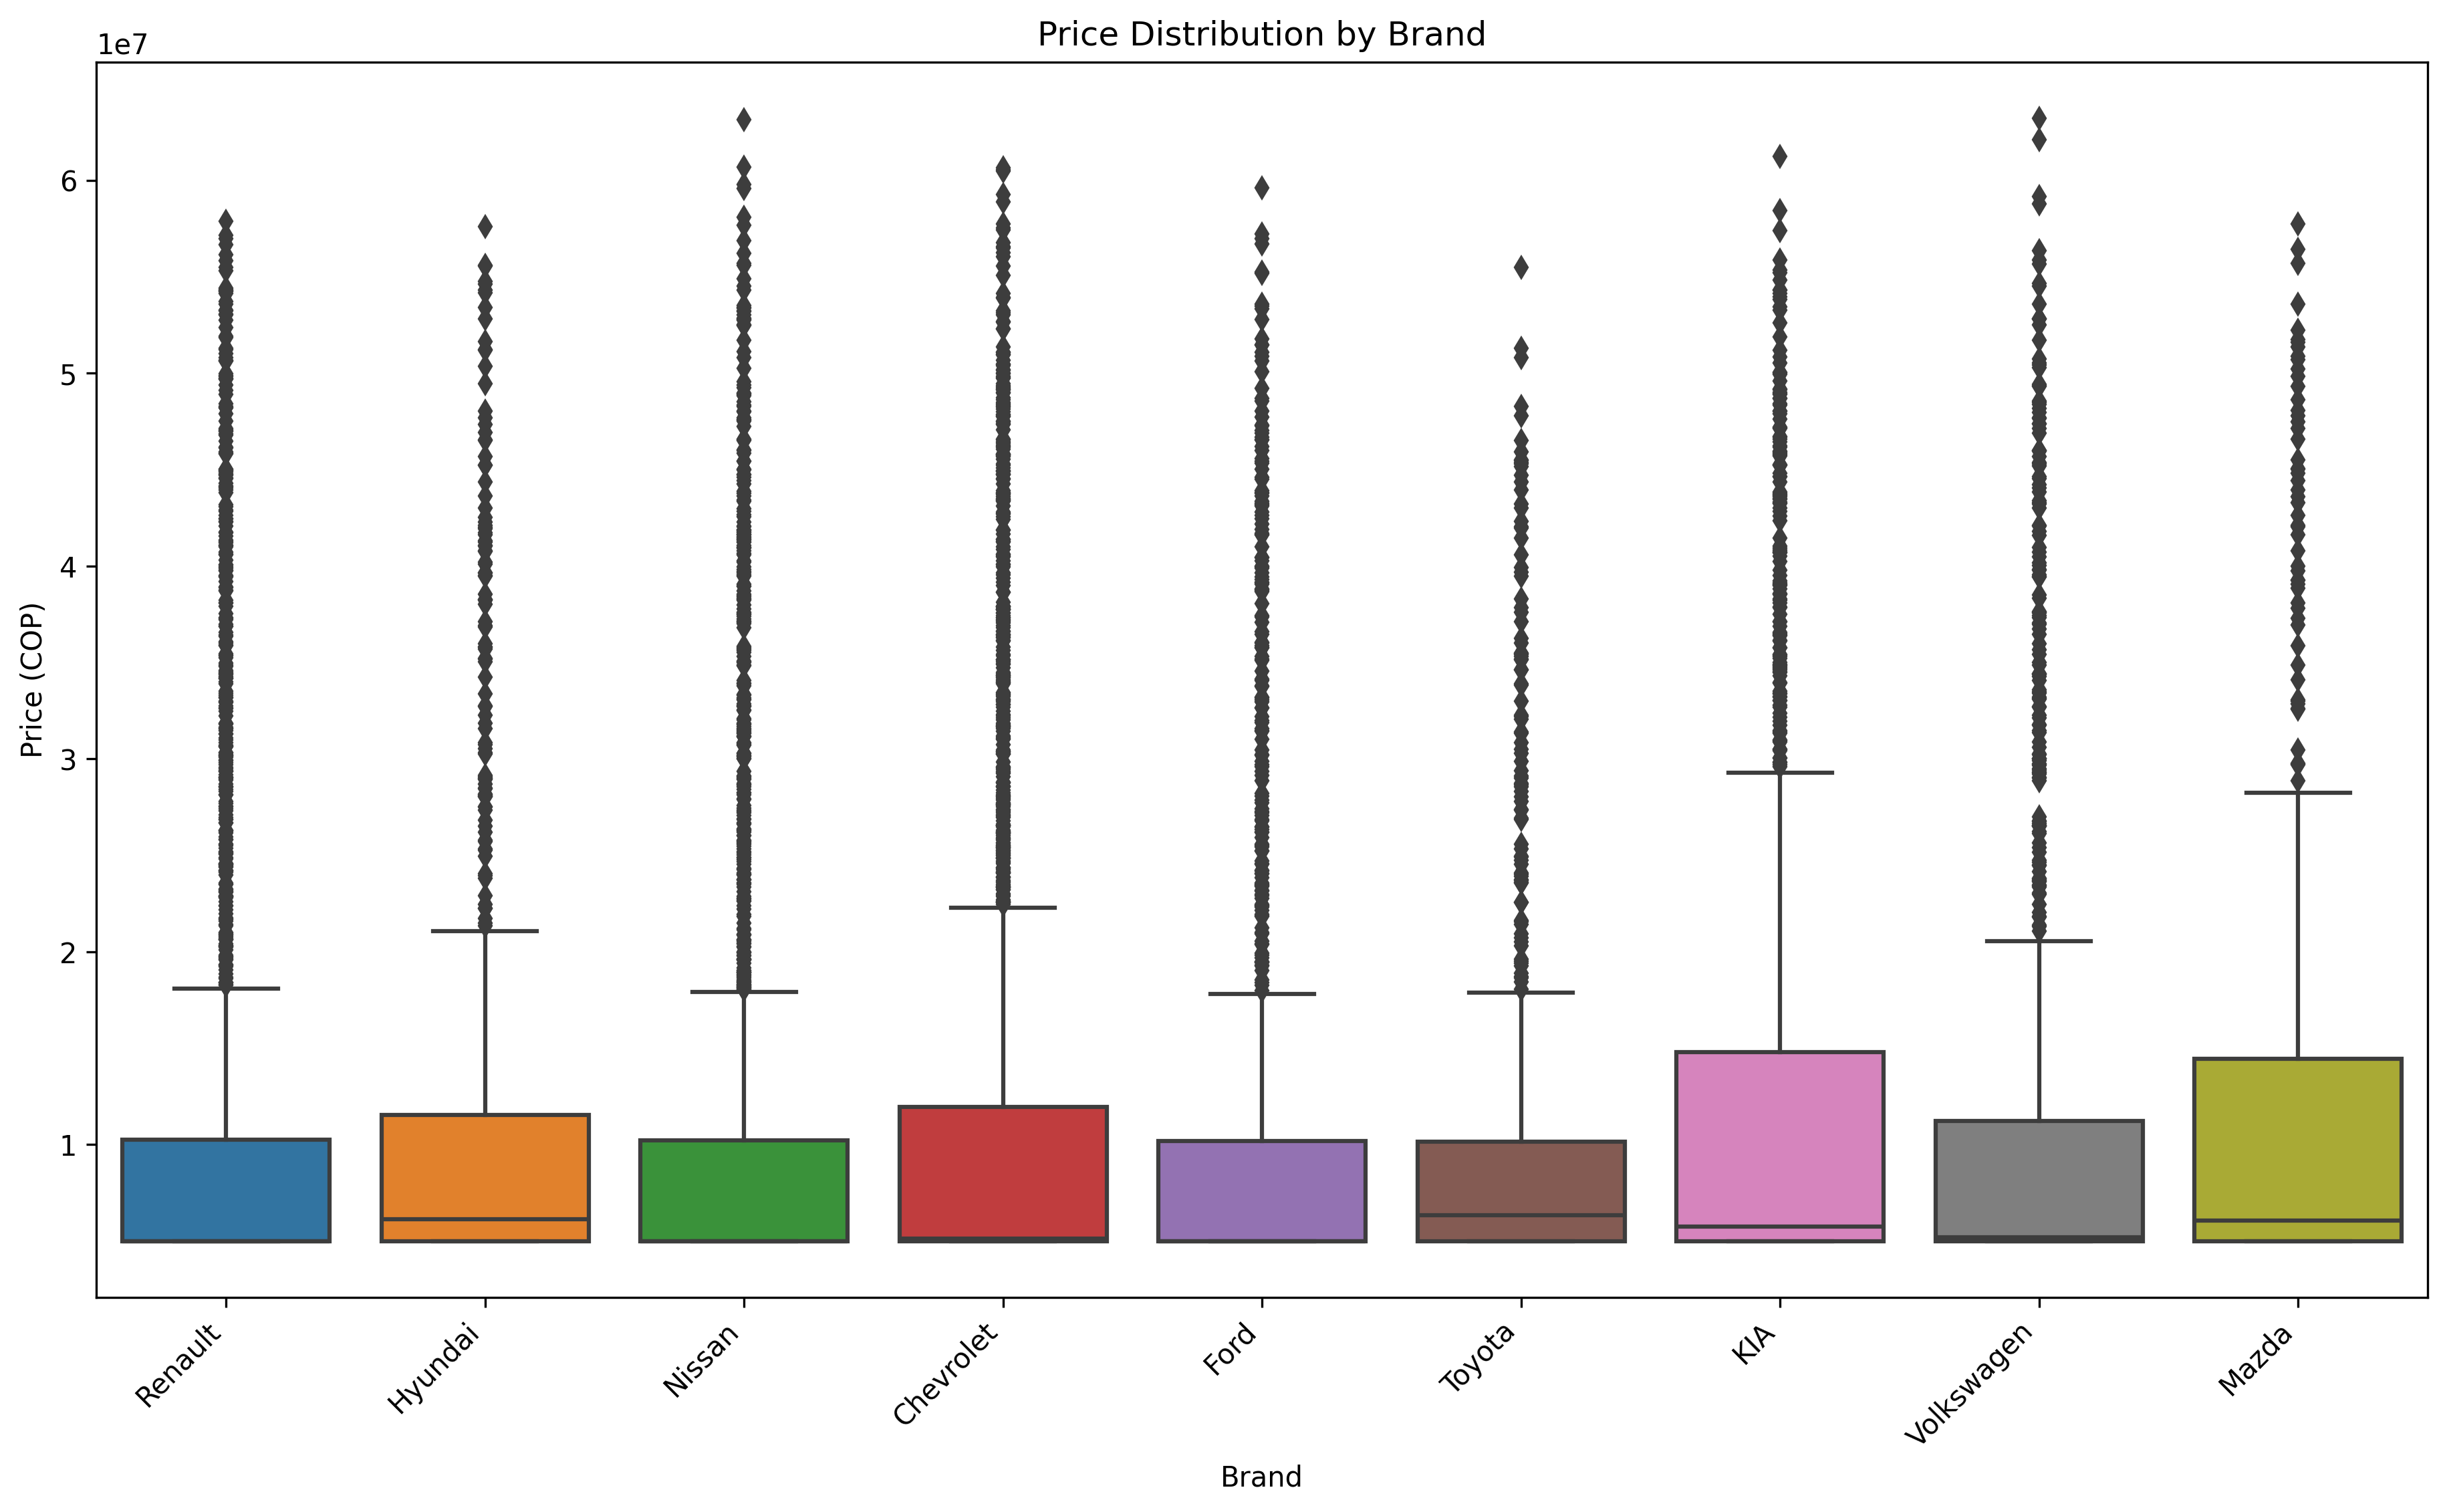 Price Distribution by Brand
1e7
6
5
4
3
2
1
Price (COP)
Renault
Hyundai
Nissan
Chevrolet
Ford
Toyota
KIA
Volkswagen
Mazda
Brand